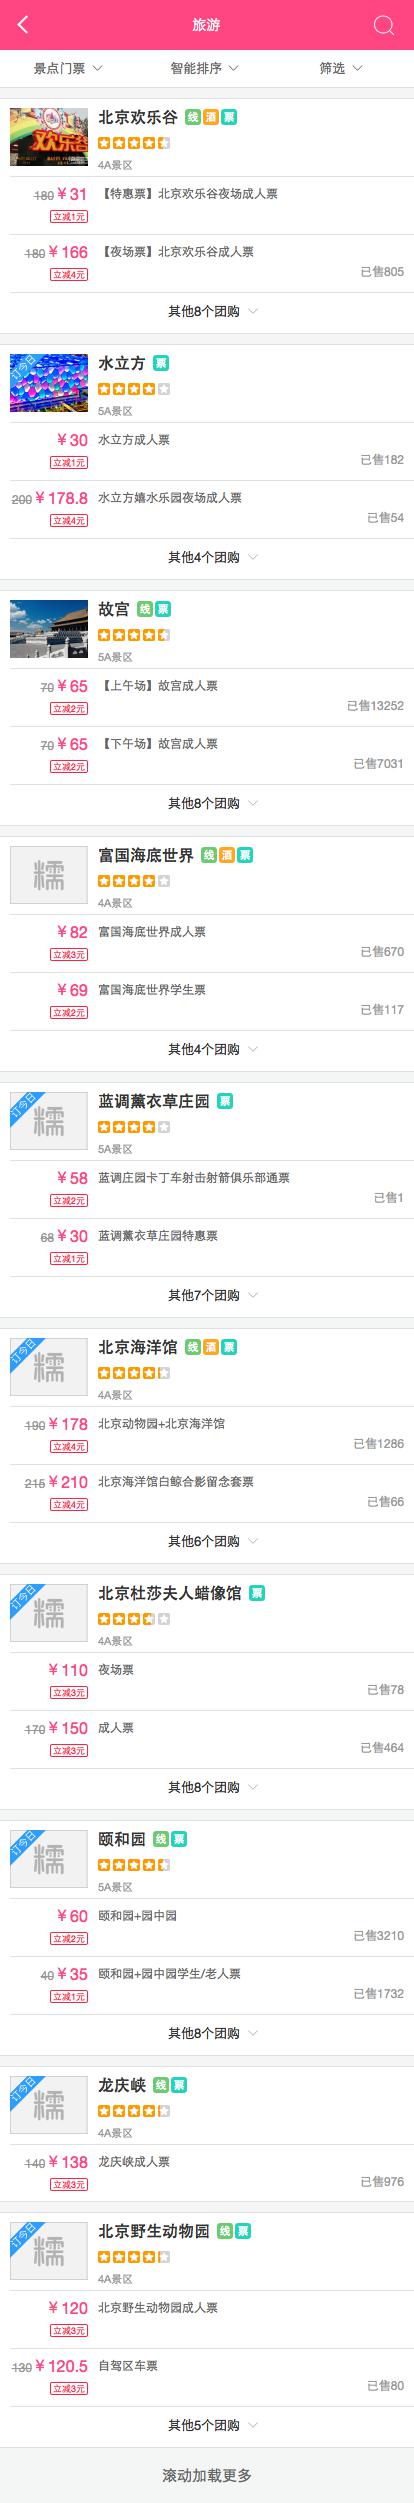 旅游
景点门票 智能排序 筛选
欢乐谷
北京欢乐谷 线 酒 票
4A景区
180 ¥31 【特惠票】北京欢乐谷夜场成人票
立减1元
180 ¥166 【夜场票】北京欢乐谷成人票
立减4元 已售805
其他8个团购
订今日
水立方 票
5A景区
¥30 水立方成人票
立减1元 已售182
200 ¥178.8 水立方嬉水乐园夜场成人票
立减4元 已售54
其他4个团购
故宫 线 票
5A景区
70 ¥65 【上午场】故宫成人票
立减2元 已售13252
70 ¥65 【下午场】故宫成人票
立减2元 已售7031
其他8个团购
糯
富国海底世界 线 酒 票
4A景区
¥82 富国海底世界成人票
立减3元 已售670
¥69 富国海底世界学生票
立减2元 已售117
其他4个团购
订今日
糯
蓝调薰衣草庄园 票
5A景区
¥58 蓝调庄园卡丁车射击射箭俱乐部通票
立减2元 已售1
68 ¥30 蓝调薰衣草庄园特惠票
立减1元
其他7个团购
订今日
糯
北京海洋馆 线 酒 票
4A景区
190 ¥178 北京动物园+北京海洋馆
立减4元 已售1286
215 ¥210 北京海洋馆白鲸合影留念套票
立减4元 已售66
其他6个团购
订今日
糯
北京杜莎夫人蜡像馆 票
4A景区
¥110 夜场票
立减3元 已售78
170 ¥150 成人票
立减3元 已售464
其他8个团购
订今日
糯
颐和园 线 票
5A景区
¥60 颐和园+园中园
立减2元 已售3210
40 ¥35 颐和园+园中园学生/老人票
立减1元 已售1732
其他8个团购
订今日
糯
龙庆峡 线 票
4A景区
140 ¥138 龙庆峡成人票
立减3元 已售976
订今日
糯
北京野生动物园 线 票
4A景区
¥120 北京野生动物园成人票
立减3元
130 ¥120.5 自驾区车票
立减3元 已售80
其他5个团购
滚动加载更多